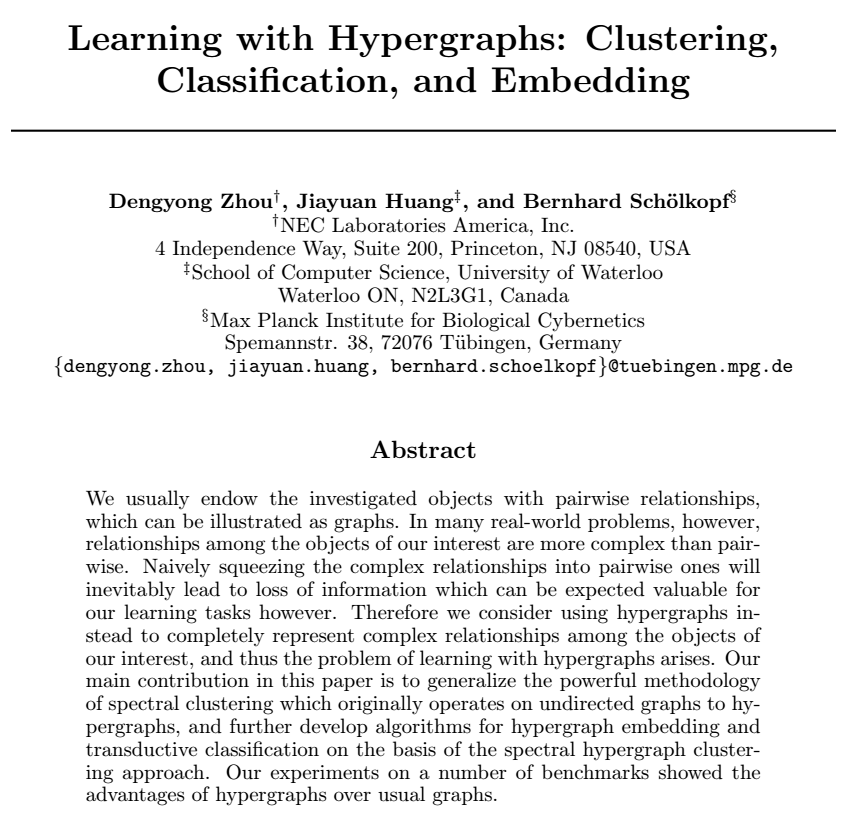 Learning with Hypergraphs: Clustering,
Classification, and Embedding
Dengyong Zhou†, Jiayuan Huang‡, and Bernhard Schölkopf§
†NEC Laboratories America, Inc.
4 Independence Way, Suite 200, Princeton, NJ 08540, USA
‡School of Computer Science, University of Waterloo
Waterloo ON, N2L3G1, Canada
§Max Planck Institute for Biological Cybernetics
Spemannstr. 38, 72076 Tübingen, Germany
{dengyong.zhou, jiayuan.huang, bernhard.schoelkopf}@tuebingen.mpg.de
Abstract
We usually endow the investigated objects with pairwise relationships,
which can be illustrated as graphs. In many real-world problems, however,
relationships among the objects of our interest are more complex than pair-
wise. Naively squeezing the complex relationships into pairwise ones will
inevitably lead to loss of information which can be expected valuable for
our learning tasks however. Therefore we consider using hypergraphs in-
stead to completely represent complex relationships among the objects of
our interest, and thus the problem of learning with hypergraphs arises. Our
main contribution in this paper is to generalize the powerful methodology
of spectral clustering which originally operates on undirected graphs to hy-
pergraphs, and further develop algorithms for hypergraph embedding and
transductive classification on the basis of the spectral hypergraph cluster-
ing approach. Our experiments on a number of benchmarks showed the
advantages of hypergraphs over usual graphs.